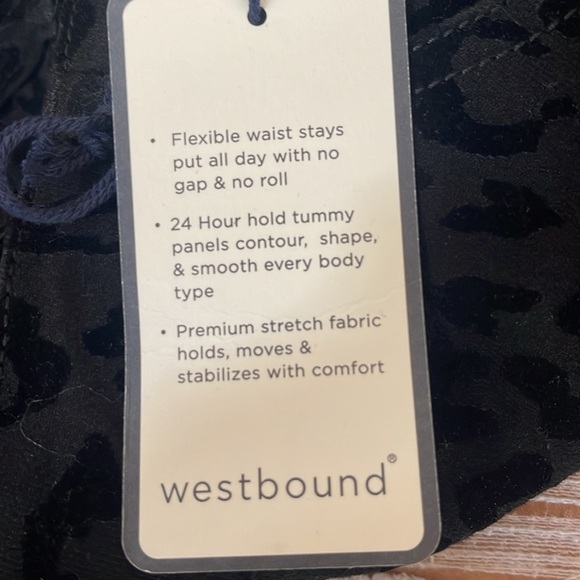 • Flexible waist stays
put all day with no
gap & no roll
• 24 Hour hold tummy
panels contour, shape,
& smooth every body
type
• Premium stretch fabric
holds, moves &
stabilizes with comfort
westbound®